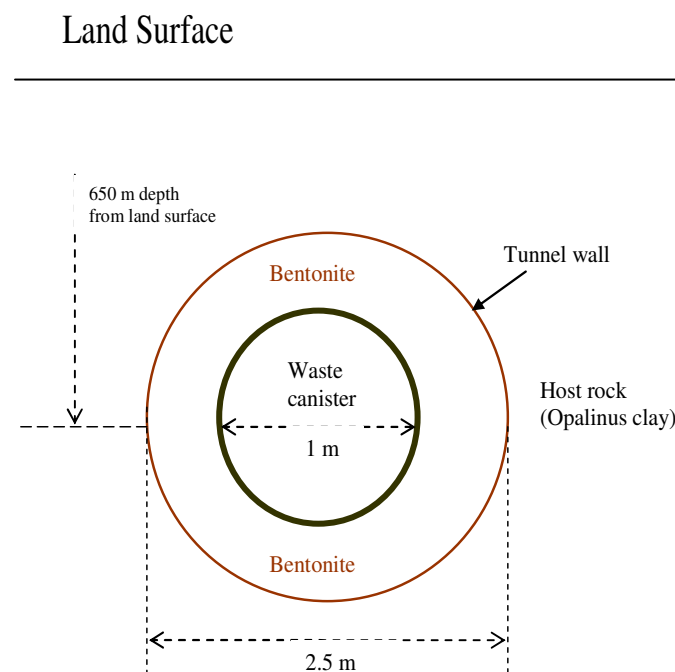 Land Surface
650 m depth
from land surface
Tunnel wall
Bentonite
Waste
canister
Host rock
(Opalinus clay)
1 m
Bentonite
2.5 m